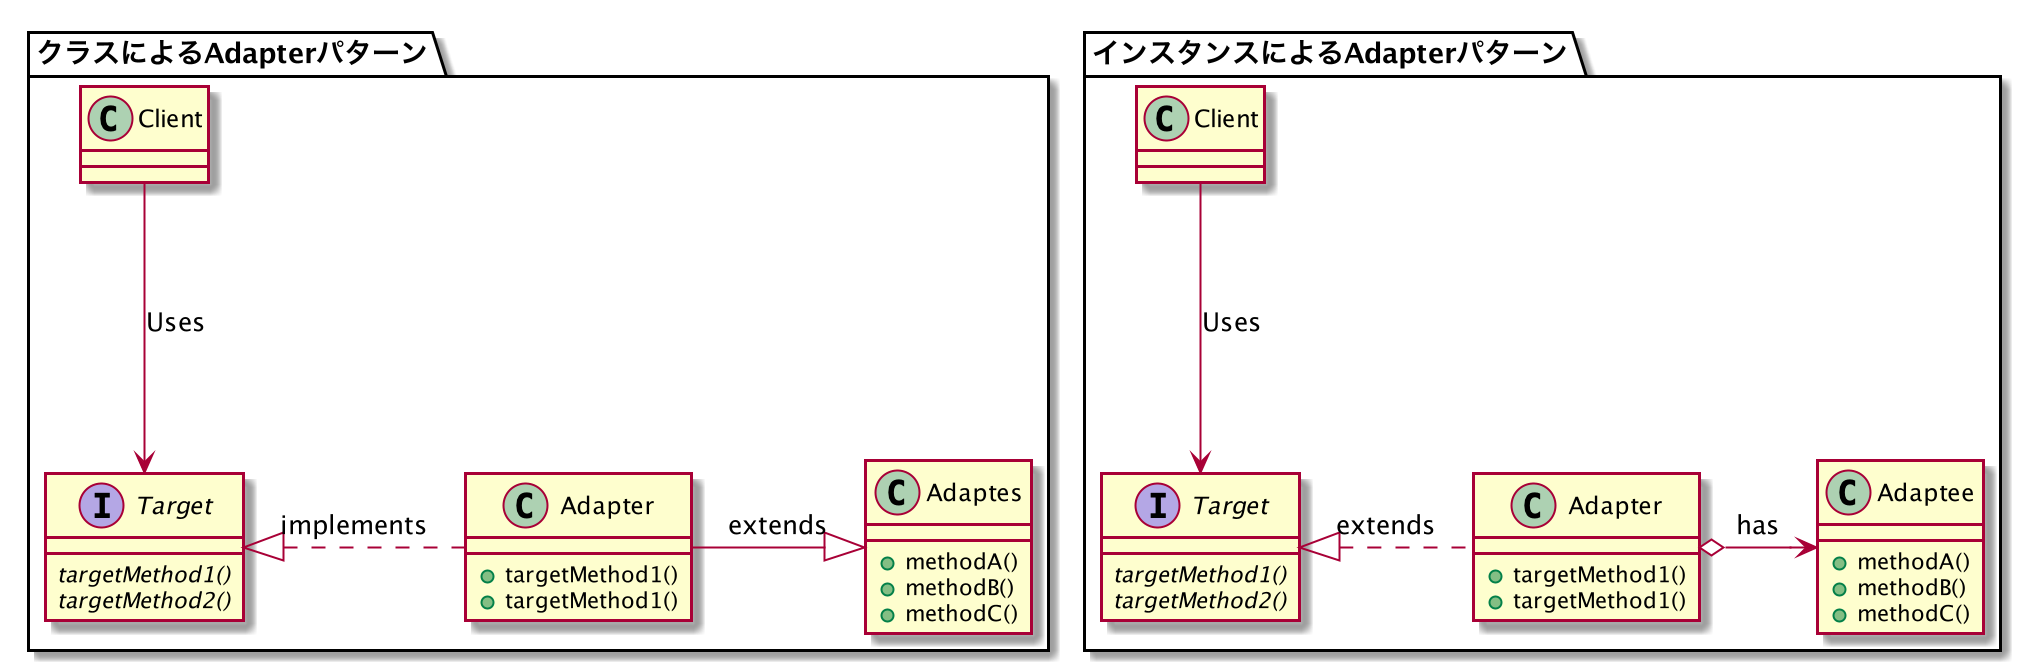 クラスによるAdapterパターン
C Client
Uses
I Target
targetMethod1()
targetMethod2()
implements
C Adapter
targetMethod1()
targetMethod1()
extends
C Adaptes
methodA()
methodB()
methodC()
インスタンスによるAdapterパターン
C Client
Uses
I Target
targetMethod1()
targetMethod2()
extends
C Adapter
targetMethod1()
targetMethod1()
has
C Adaptee
methodA()
methodB()
methodC()